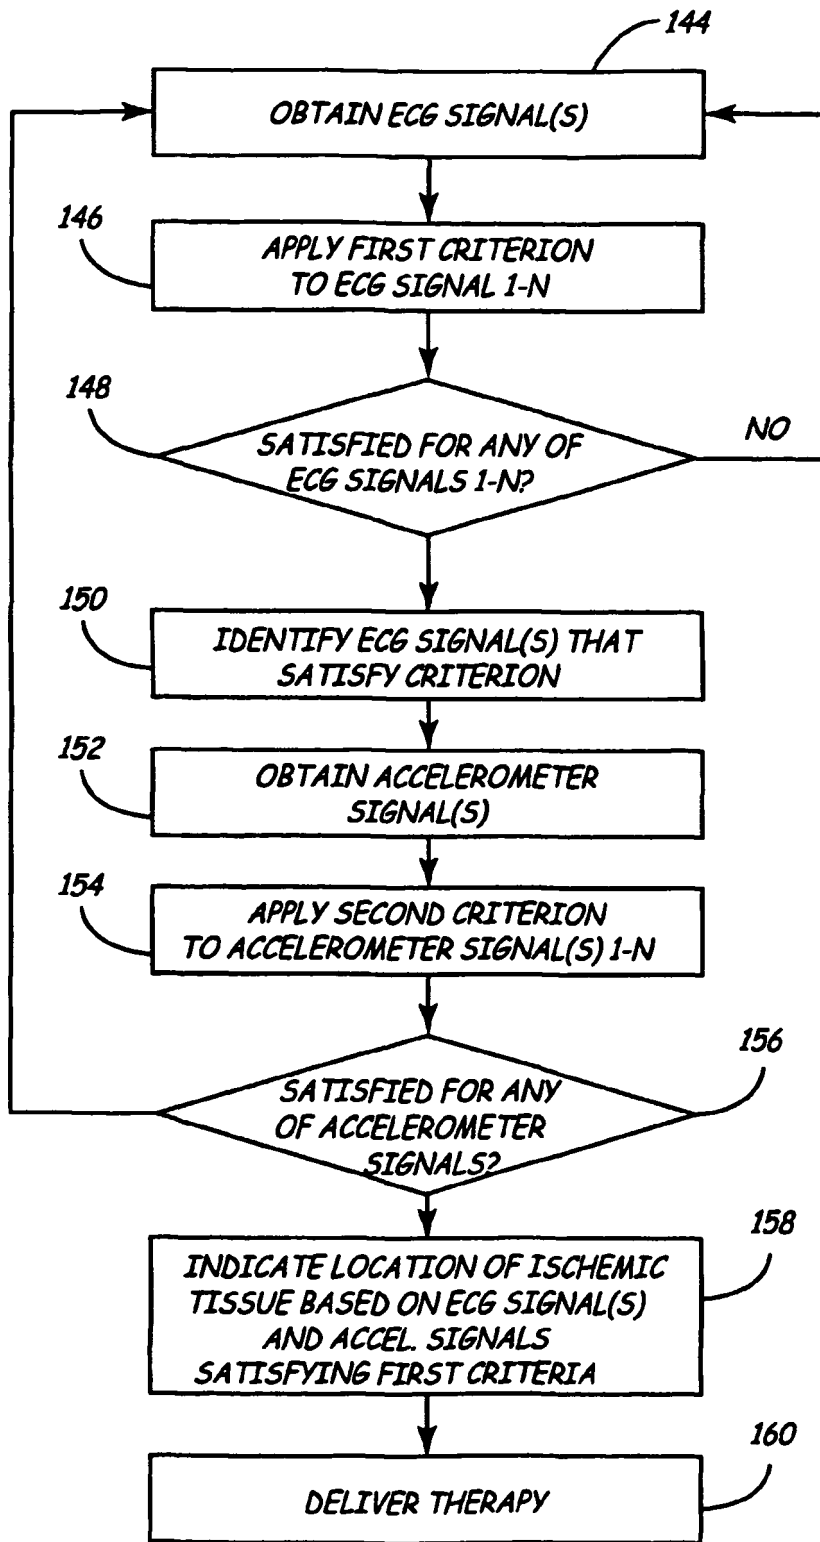 144
OBTAIN ECG SIGNAL(S)
146
APPLY FIRST CRITERION
TO ECG SIGNAL 1-N
148
SATISFIED FOR ANY OF
ECG SIGNALS 1-N?
NO
150
IDENTIFY ECG SIGNAL(S) THAT
SATISFY CRITERION
152
OBTAIN ACCELEROMETER
SIGNAL(S)
154
APPLY SECOND CRITERION
TO ACCELEROMETER SIGNAL(S) 1-N
156
SATISFIED FOR ANY
OF ACCELEROMETER
SIGNALS?
158
INDICATE LOCATION OF ISCHEMIC
TISSUE BASED ON ECG SIGNAL(S)
AND ACCEL. SIGNALS
SATISFYING FIRST CRITERIA
160
DELIVER THERAPY